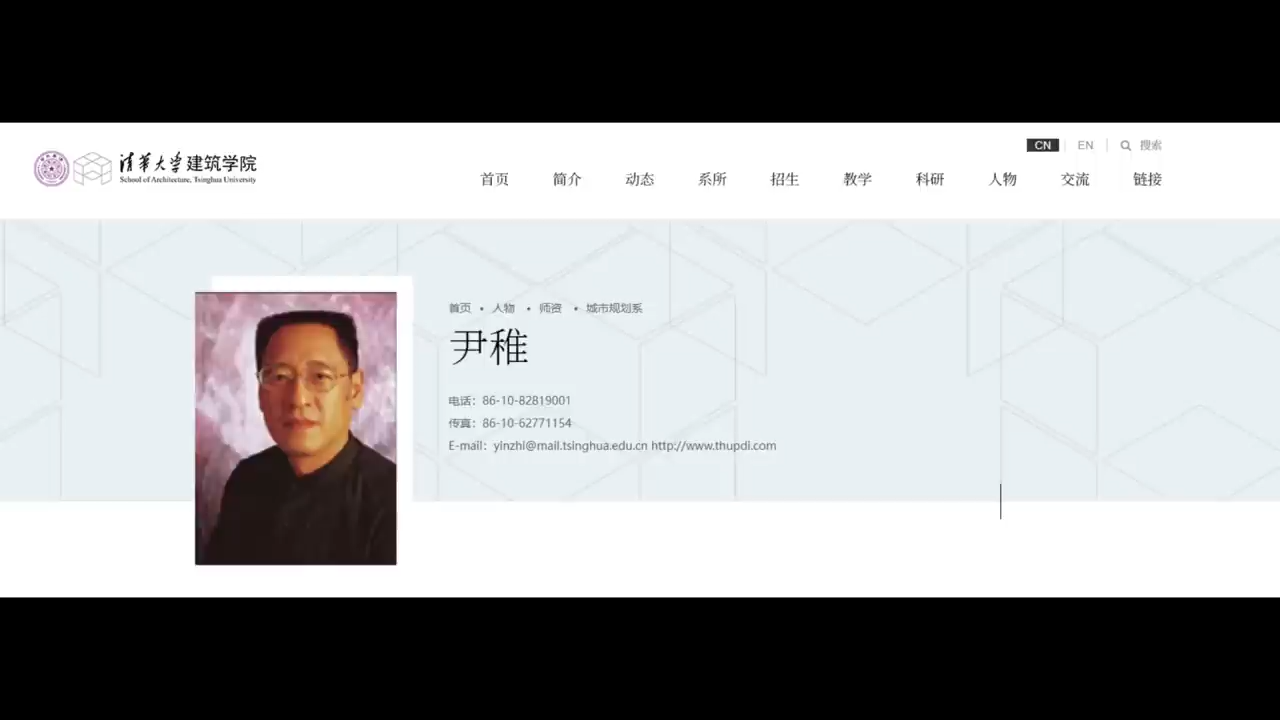 CN EN 搜索
清华大学建筑学院
School of Architecture, Tsinghua University
首页 简介 动态 系所 招生 教学 科研 人物 交流 链接
首页 • 人物 • 师资 • 城市规划系
尹稚
电话：86-10-82819001
传真：86-10-62771154
E-mail：yinzhi@mail.tsinghua.edu.cn http://www.thupdi.com